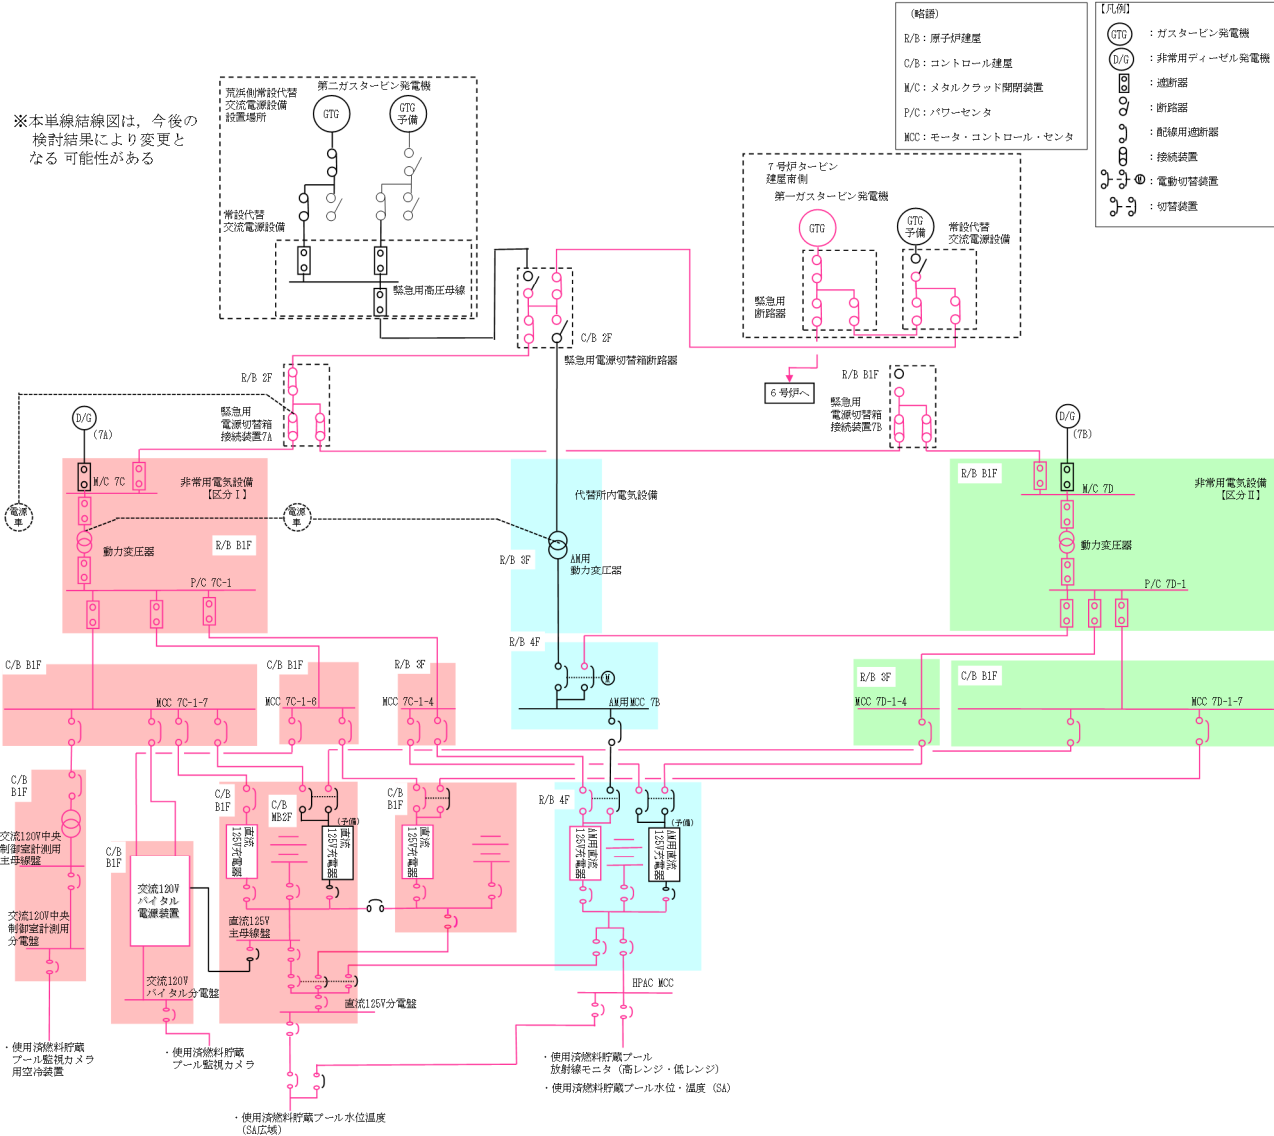 ※本単線結線図は，今後の
検討結果により変更と
なる 可能性がある
荒浜側常設代替
交流電源設備
設置場所
第二ガスタービン発電機
GTG
GTG
予備
常設代替
交流電源設備
緊急用高圧母線
(略語)
R/B：原子炉建屋
C/B：コントロール建屋
M/C：メタルクラッド開閉装置
P/C：パワーセンタ
MCC：モータ・コントロール・センタ
【凡例】
GTG
：ガスタービン発電機
D/G
：非常用ディーゼル発電機
：遮断器
：断路器
：配線用遮断器
：接続装置
M
：電動切替装置
：切替装置
7号炉タービン
建屋南側
第一ガスタービン発電機
GTG
GTG
予備
常設代替
交流電源設備
緊急用
断路器
6号炉へ
C/B 2F
緊急用電源切替箱断路器
R/B 2F
緊急用
電源切替箱
接続装置7A
R/B B1F
緊急用
電源切替箱
接続装置7B
D/G
(7A)
M/C 7C
非常用電気設備
【区分Ⅰ】
電源
車
電源
車
動力変圧器
R/B B1F
P/C 7C-1
代替所内電気設備
R/B 3F
AM用
動力変圧器
D/G
(7B)
R/B B1F
M/C 7D
非常用電気設備
【区分Ⅱ】
動力変圧器
P/C 7D-1
C/B B1F
MCC 7C-1-7
C/B B1F
MCC 7C-1-6
R/B 3F
MCC 7C-1-4
R/B 4F
M
AM用MCC 7B
R/B 3F
MCC 7D-1-4
C/B B1F
MCC 7D-1-7
C/B
B1F
交流120V中央
制御室計測用
主母線盤
交流120V中央
制御室計測用
分電盤
C/B
B1F
交流120V
バイタル
電源装置
交流120V
バイタル分電盤
C/B
B1F
直流
125V充電器
C/B
MB2F
(予備)
直流
125V充電器
直流125V
主母線盤
直流125V分電盤
C/B
B1F
直流
125V充電器
R/B 4F
AM用直流
125V充電器
(予備)
AM用直流
125V充電器
HPAC MCC
・使用済燃料貯蔵
プール監視カメラ
用空冷装置
・使用済燃料貯蔵
プール監視カメラ
・使用済燃料貯蔵プール水位温度
(SA広域)
・使用済燃料貯蔵プール
放射線モニタ (高レンジ・低レンジ)
・使用済燃料貯蔵プール水位・温度 (SA)